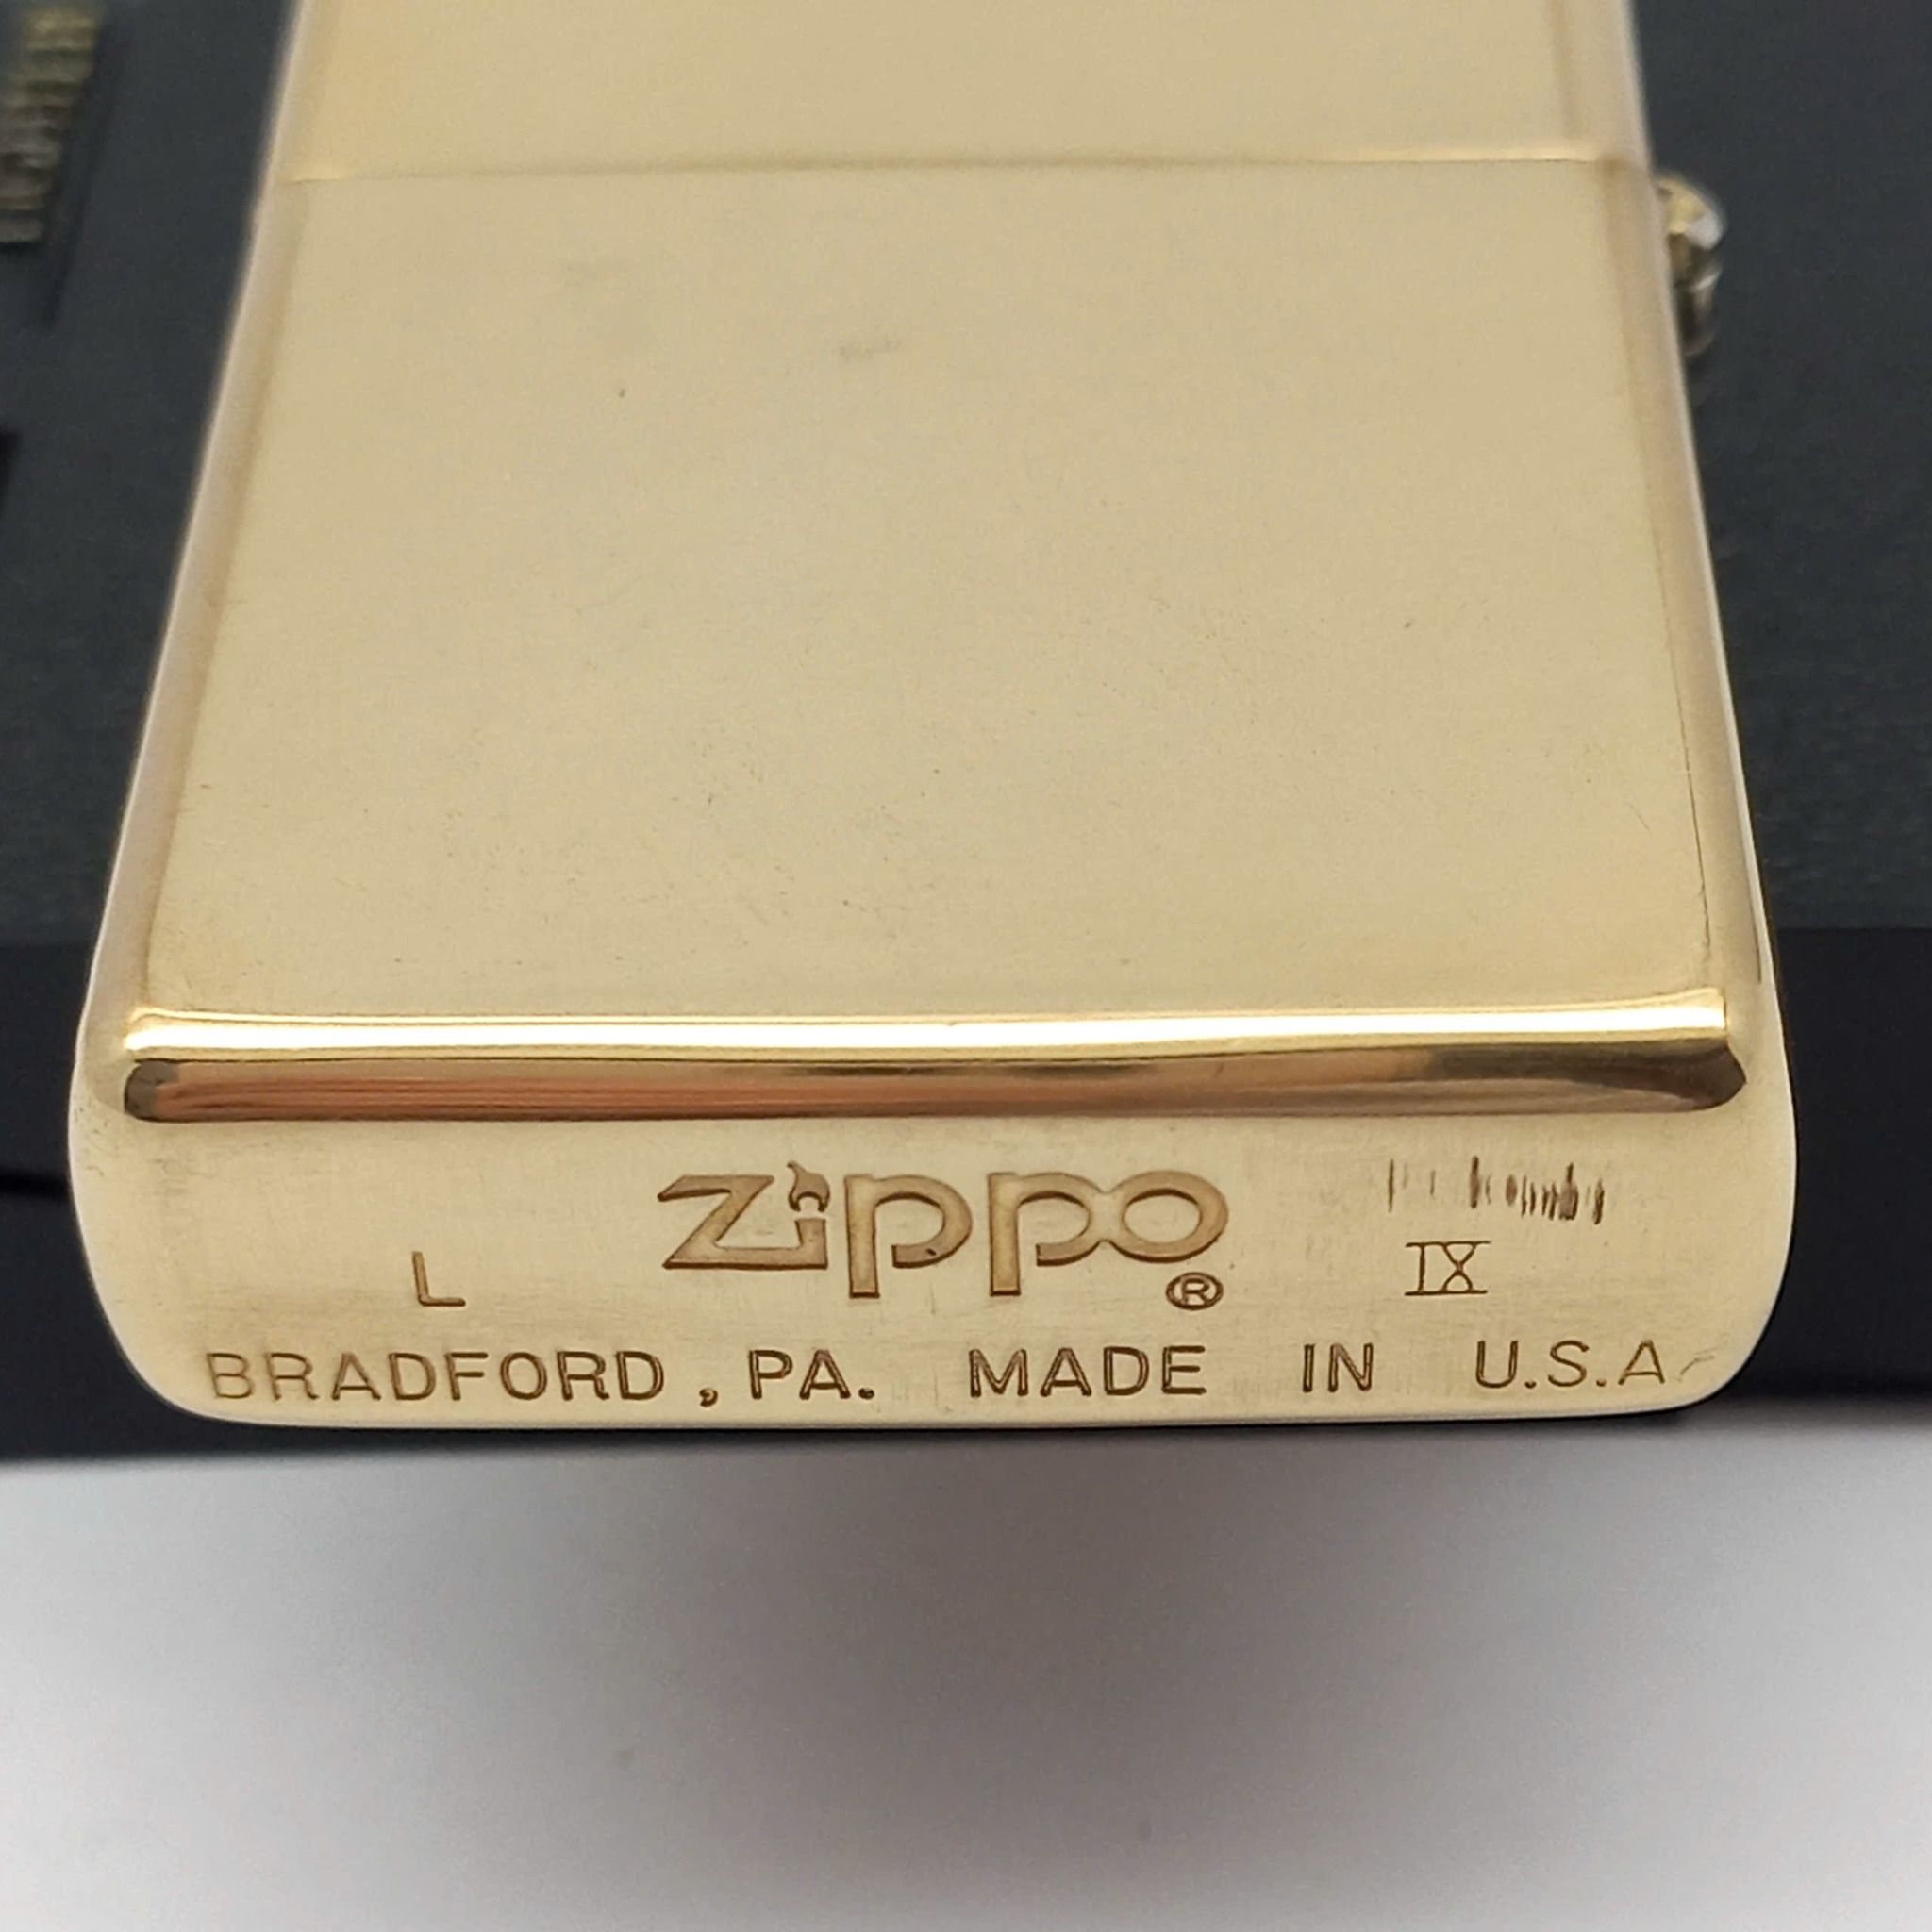 zippo
L ® IX
BRADFORD, PA. MADE IN U.S.A